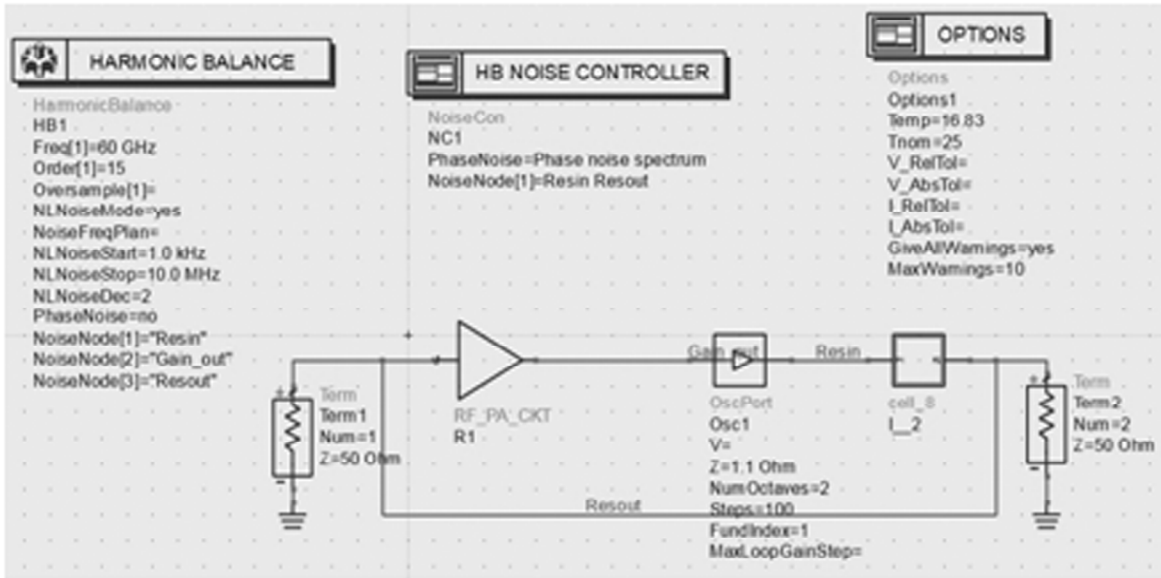 HARMONIC BALANCE
HarmonicBalance
HB1
Freq[1]=60 GHz
Order[1]=15
Oversample[1]=
NLNoiseMode=yes
NoiseFreqPlan=
NLNoiseStart=1.0 kHz
NLNoiseStop=10.0 MHz
NLNoiseDec=2
PhaseNoise=no
NoiseNode[1]="Resin"
NoiseNode[2]="Gain_out"
NoiseNode[3]="Resout"
HB NOISE CONTROLLER
NoiseCon
NC1
PhaseNoise=Phase noise spectrum
NoiseNode[1]=Resin Resout
OPTIONS
Options
Options1
Temp=16.83
Tnom=25
V_RelTol=
V_AbsTol=
I_RelTol=
I_AbsTol=
GiveAllWarnings=yes
MaxWarnings=10
Term
Term1
Num=1
Z=50 Ohm
RF_PA_CKT
R1
Gain_out
OscPort
Osc1
V=
Z=1.1 Ohm
NumOctaves=2
Steps=100
FundIndex=1
MaxLoopGainStep=
Resin
cell_8
I__2
Term
Term2
Num=2
Z=50 Ohm
Resout